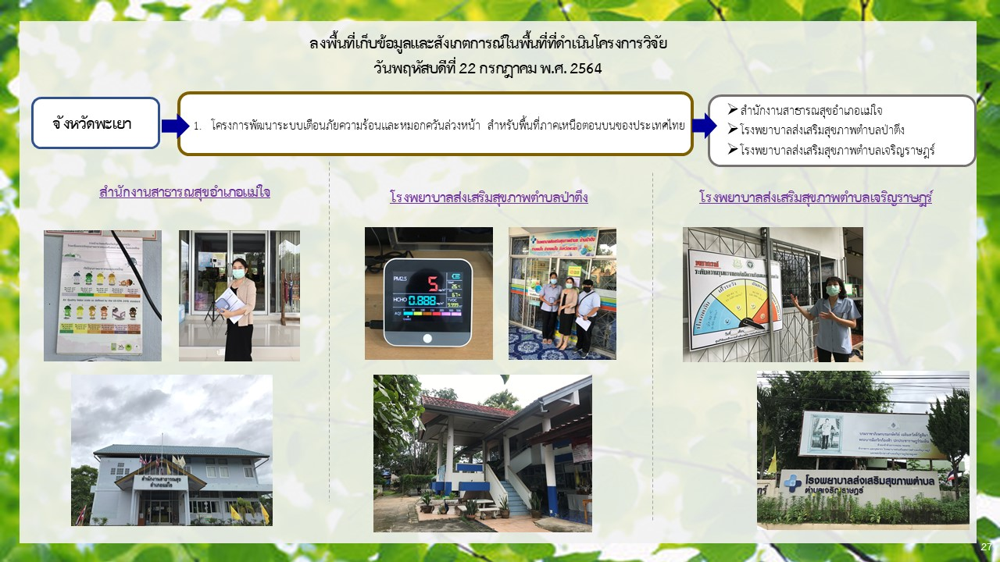 ลงพื้นที่เก็บข้อมูลและสังเกตการณ์ในพื้นที่ที่ดำเนินโครงการวิจัย
วันพฤหัสบดีที่ 22 กรกฎาคม พ.ศ. 2564
จังหวัดพะเยา
1. โครงการพัฒนาระบบเตือนภัยความร้อนและหมอกควันล่วงหน้า สำหรับพื้นที่ภาคเหนือตอนบนของประเทศไทย
➢ สำนักงานสาธารณสุขอำเภอแม่ใจ
➢ โรงพยาบาลส่งเสริมสุขภาพตำบลป่าตึง
➢ โรงพยาบาลส่งเสริมสุขภาพตำบลเจริญราษฎร์
สำนักงานสาธารณสุขอำเภอแม่ใจ
โรงพยาบาลส่งเสริมสุขภาพตำบลป่าตึง
โรงพยาบาลส่งเสริมสุขภาพตำบลเจริญราษฎร์
PM2.5
5
HCHO
0.888
AQI
TVOC
9.999
พยากรณ์
เฝ้าระวัง
สำนักงานสาธารณสุข
อำเภอแม่ใจ
โรงพยาบาลส่งเสริมสุขภาพตำบล
ตำบลเจริญราษฎร์
27